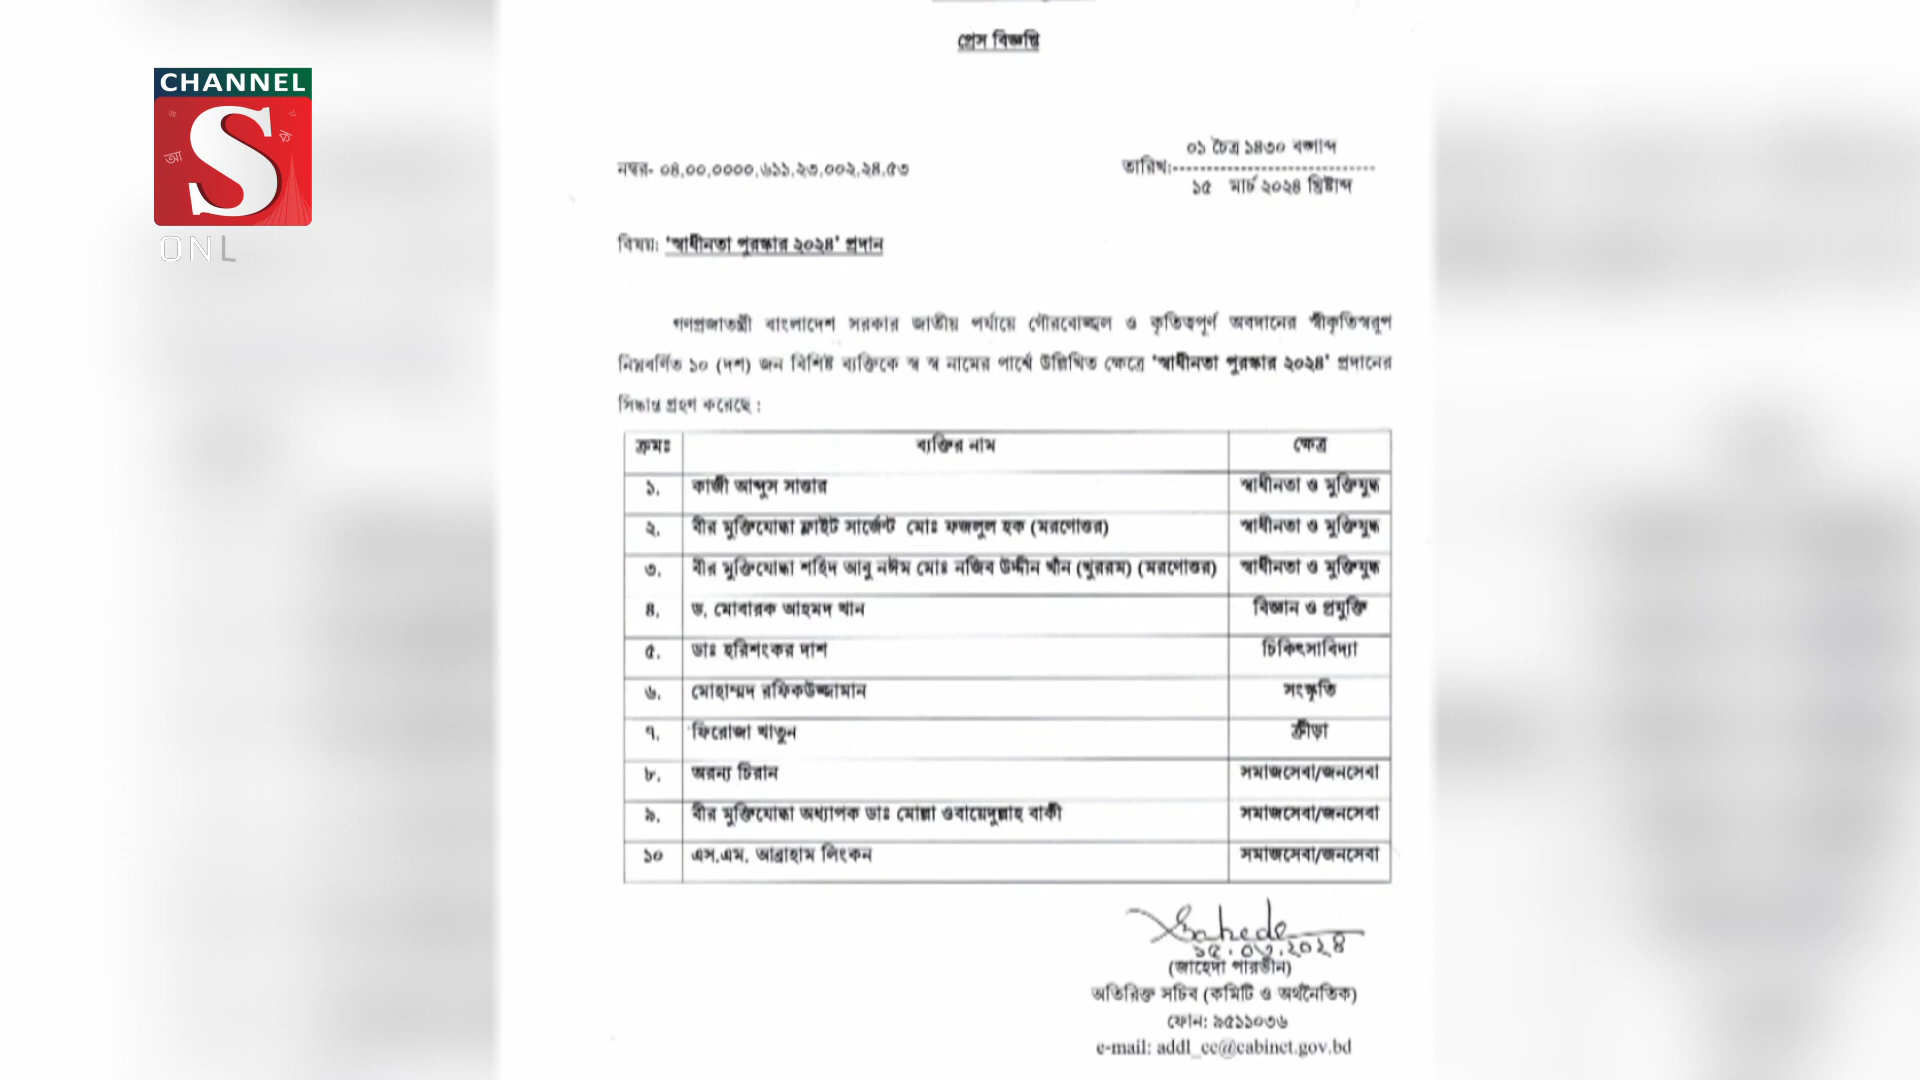 CHANNEL
S
ONL
প্রেস বিজ্ঞপ্তি
নম্বর- ০৪.০০.০০০০.৬১১.২৩.০০২.২৪.৫৩
০১ চৈত্র ১৪৩০ বঙ্গাব্দ
তারিখ:
১৫ মার্চ ২০২৪ খ্রিষ্টাব্দ
বিষয়: ‘স্বাধীনতা পুরস্কার ২০২৪’ প্রদান
গণপ্রজাতন্ত্রী বাংলাদেশ সরকার জাতীয় পর্যায়ে গৌরবোজ্জ্বল ও কৃতিত্বপূর্ণ অবদানের স্বীকৃতিস্বরূপ
নিম্নবর্ণিত ১০ (দশ) জন বিশিষ্ট ব্যক্তিকে স্ব স্ব নামের পার্শ্বে উল্লিখিত ক্ষেত্রে ‘স্বাধীনতা পুরস্কার ২০২৪’ প্রদানের
সিদ্ধান্ত গ্রহণ করেছে :
ক্রমঃ ব্যক্তির নাম ক্ষেত্র
১. কাজী আব্দুস সাত্তার স্বাধীনতা ও মুক্তিযুদ্ধ
২. বীর মুক্তিযোদ্ধা ফ্লাইট সার্জেন্ট মোঃ ফজলুল হক (মরণোত্তর) স্বাধীনতা ও মুক্তিযুদ্ধ
৩. বীর মুক্তিযোদ্ধা শহিদ আবু নঈম মোঃ নজিব উদ্দীন খাঁন (খুররম) (মরণোত্তর) স্বাধীনতা ও মুক্তিযুদ্ধ
৪. ড. মোবারক আহমদ খান বিজ্ঞান ও প্রযুক্তি
৫. ডাঃ হরিশংকর দাশ চিকিৎসাবিদ্যা
৬. মোহাম্মদ রফিকউজ্জামান সংস্কৃতি
৭. ফিরোজা খাতুন ক্রীড়া
৮. অরন্য চিরান সমাজসেবা/জনসেবা
৯. বীর মুক্তিযোদ্ধা অধ্যাপক ডাঃ মোল্লা ওবায়েদুল্লাহ বাকী সমাজসেবা/জনসেবা
১০ এস.এম. আব্রাহাম লিংকন সমাজসেবা/জনসেবা
১৫.০৩.২০২৪
(জাহেদা পারভীন)
অতিরিক্ত সচিব (কমিটি ও অর্থনৈতিক)
ফোন: ৯৫১১০৩৬
e-mail: addl_cc@cabinet.gov.bd